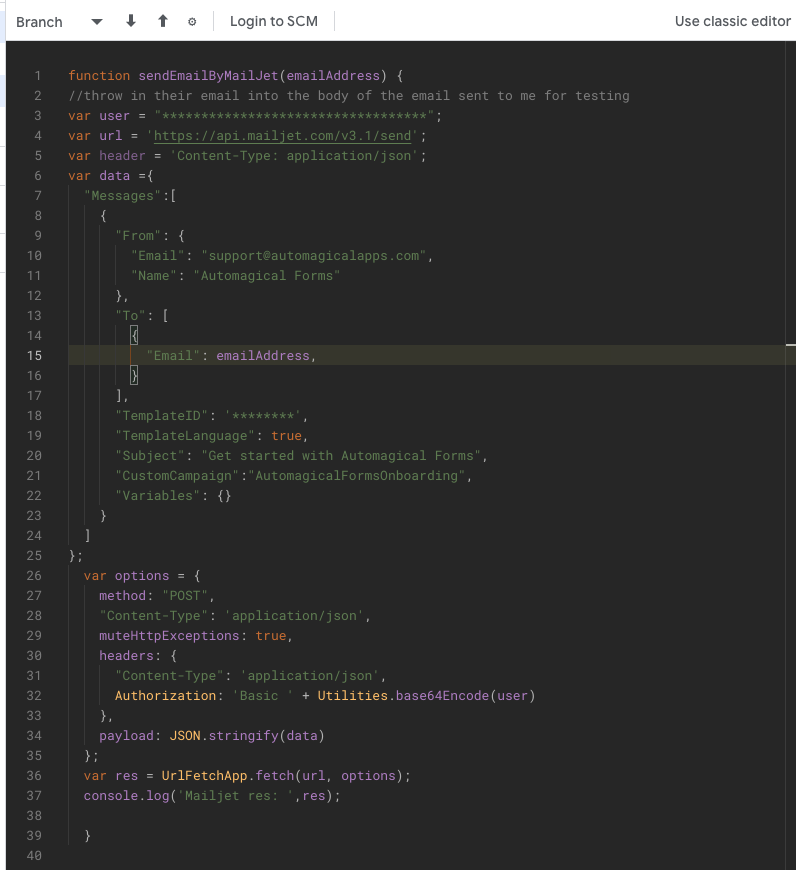 Branch Login to SCM Use classic editor
1 function sendEmailByMailJet(emailAddress) {
2 //throw in their email into the body of the email sent to me for testing
3 var user = "**********************************";
4 var url = 'https://api.mailjet.com/v3.1/send';
5 var header = 'Content-Type: application/json';
6 var data ={
7 "Messages":[
8 {
9 "From": {
10 "Email": "support@automagicalapps.com",
11 "Name": "Automagical Forms"
12 },
13 "To": [
14 {
15 "Email": emailAddress,
16 }
17 ],
18 "TemplateID": '********',
19 "TemplateLanguage": true,
20 "Subject": "Get started with Automagical Forms",
21 "CustomCampaign":"AutomagicalFormsOnboarding",
22 "Variables": {}
23 }
24 ]
25 };
26 var options = {
27 method: "POST",
28 "Content-Type": 'application/json',
29 muteHttpExceptions: true,
30 headers: {
31 "Content-Type": 'application/json',
32 Authorization: 'Basic ' + Utilities.base64Encode(user)
33 },
34 payload: JSON.stringify(data)
35 };
36 var res = UrlFetchApp.fetch(url, options);
37 console.log('Mailjet res: ',res);
38
39 }
40